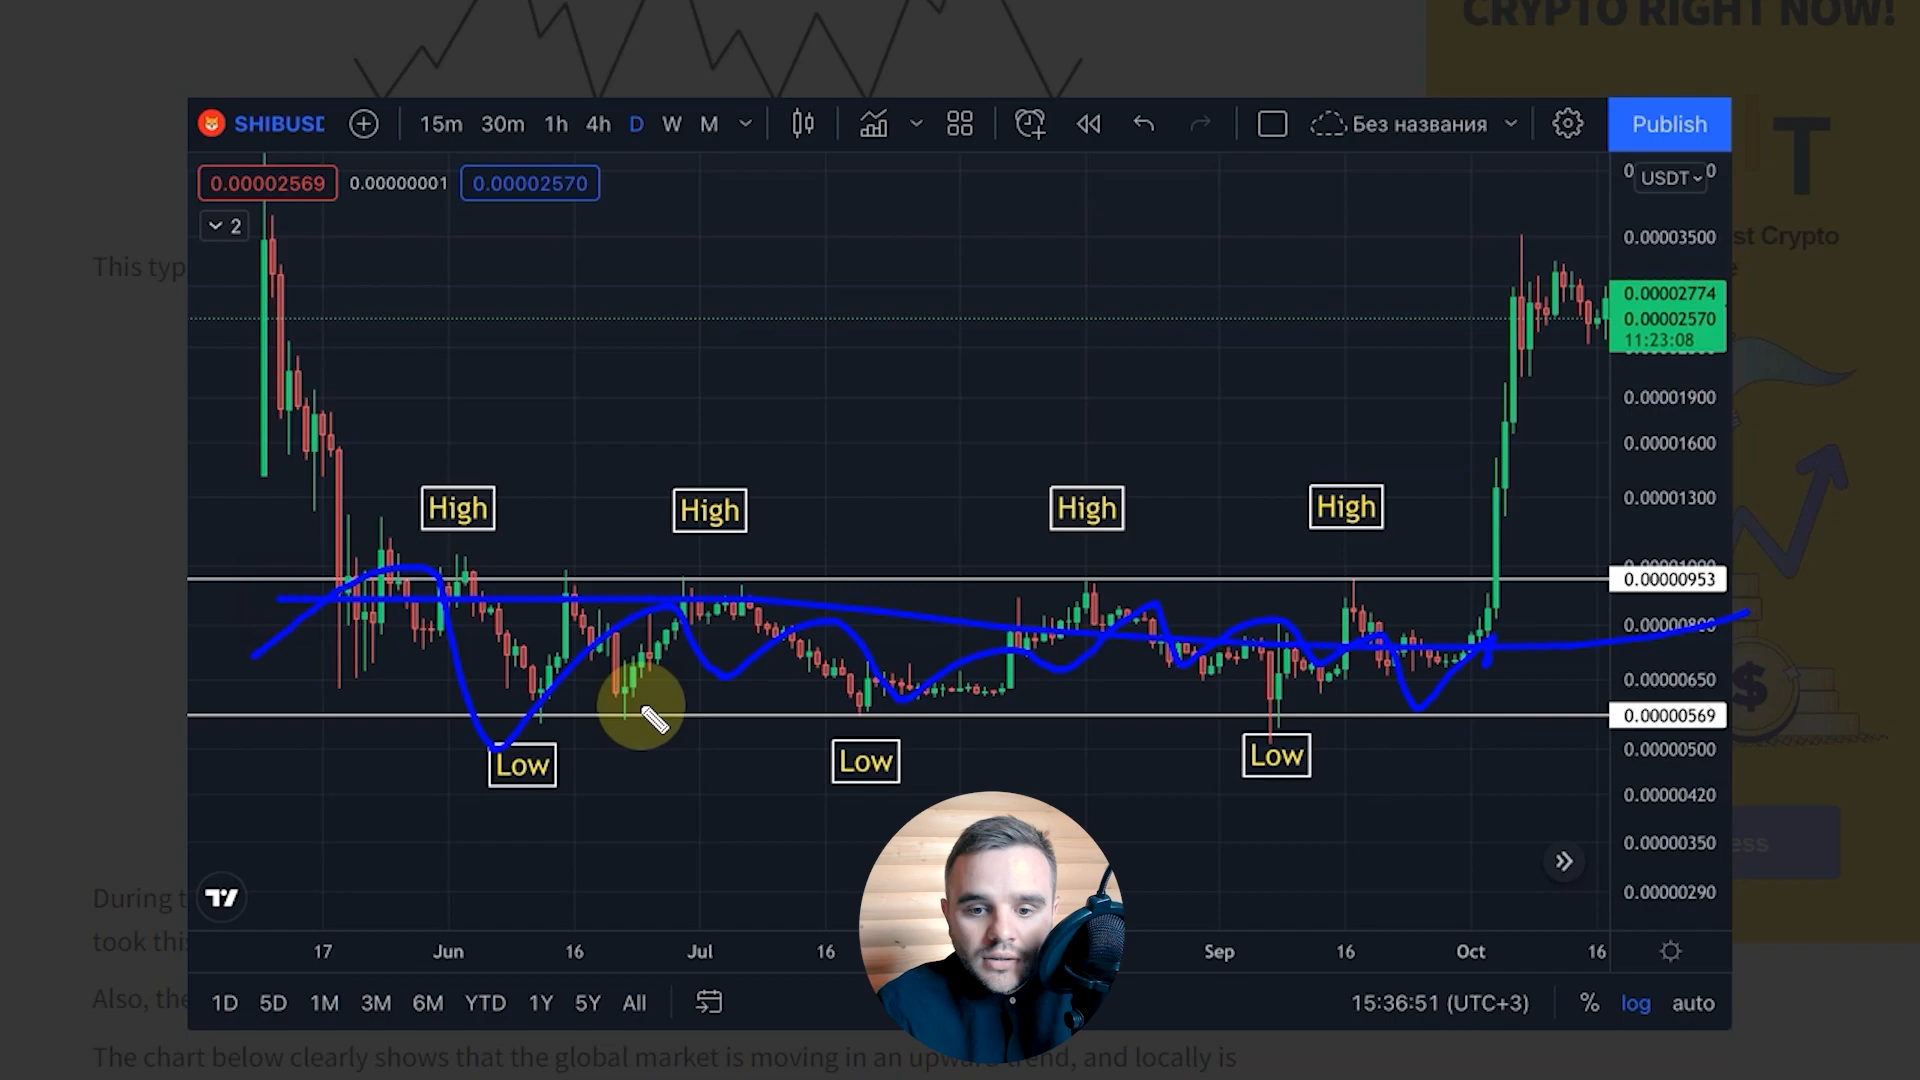 CRYPTO RIGHT NOW!
SHIBUSD
15m 30m 1h 4h D W M
Без названия
Publish
0.00002569 0.00000001 0.00002570
USDT
2
This typ
T
st Crypto
0.00003500
0.00002774
0.00002570
11:23:08
0.00001900
0.00001600
0.00001300
High
High
High
High
0.00000953
0.00000800
0.00000650
0.00000569
0.00000500
Low
Low
Low
0.00000420
0.00000350
ess
0.00000290
During t
took this
17 Jun 16 Jul 16 Sep 16 Oct 16
Also, the
1D 5D 1M 3M 6M YTD 1Y 5Y All
15:36:51 (UTC+3) % log auto
The chart below clearly shows that the global market is moving in an upward trend, and locally is